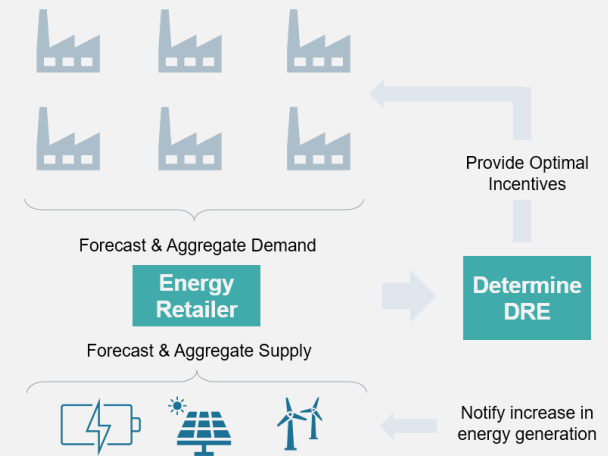 Provide Optimal
Incentives
Forecast & Aggregate Demand
Energy
Retailer
Determine
DRE
Forecast & Aggregate Supply
Notify increase in
energy generation